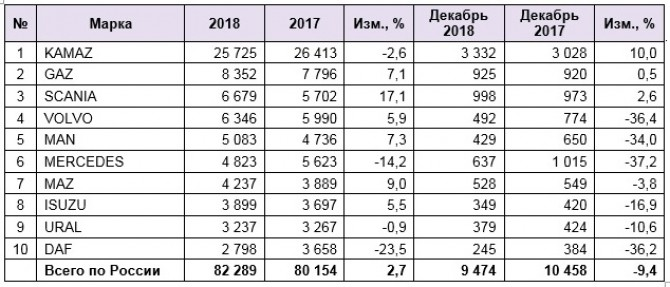 № Марка 2018 2017 Изм., % Декабрь 2018 Декабрь 2017 Изм., %
1 KAMAZ 25 725 26 413 -2,6 3 332 3 028 10,0
2 GAZ 8 352 7 796 7,1 925 920 0,5
3 SCANIA 6 679 5 702 17,1 998 973 2,6
4 VOLVO 6 346 5 990 5,9 492 774 -36,4
5 MAN 5 083 4 736 7,3 429 650 -34,0
6 MERCEDES 4 823 5 623 -14,2 637 1 015 -37,2
7 MAZ 4 237 3 889 9,0 528 549 -3,8
8 ISUZU 3 899 3 697 5,5 349 420 -16,9
9 URAL 3 237 3 267 -0,9 379 424 -10,6
10 DAF 2 798 3 658 -23,5 245 384 -36,2
Всего по России 82 289 80 154 2,7 9 474 10 458 -9,4